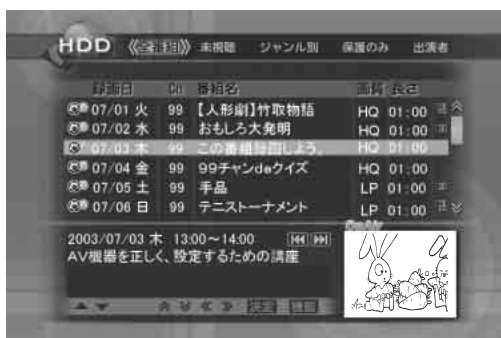 HDD 《全番組》 未視聴 ジャンル別 保護のみ 出演者
録画日 Ch 番組名 画質 長さ
07/01 火 99 【人形劇】竹取物語 HQ 01:00
07/02 水 99 おもしろ大発明 HQ 01:00
07/03 木 99 この番組録画しよう。 HQ 01:00
07/04 金 99 99チャンdeクイズ HQ 01:00
07/05 土 99 手品 LP 01:00
07/06 日 99 テニストーナメント LP 01:00
2003/07/03 木 13:00～14:00
AV機器を正しく、設定するための講座
決定